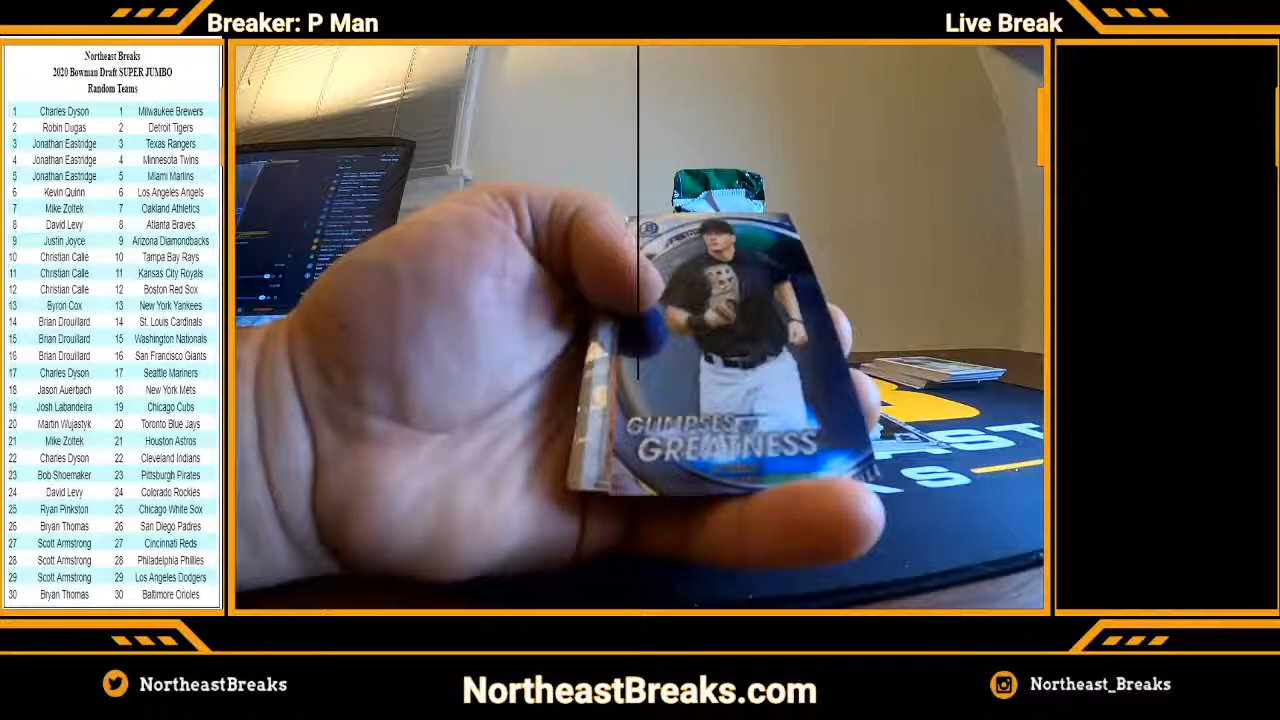 Breaker: P Man
Live Break
Northeast Breaks
2020 Bowman Draft SUPER JUMBO
Random Teams
1 Charles Dyson 1 Milwaukee Brewers
2 Robin Dugas 2 Detroit Tigers
3 Jonathan Eastridge 3 Texas Rangers
4 Jonathan Eastridge 4 Minnesota Twins
5 Jonathan Eastridge 5 Miami Marlins
6 Kevin Quinn 6 Los Angeles Angels
7 Mike Zoltek 7 Oakland Athletics
8 David Levy 8 Atlanta Braves
9 Justin Joyce 9 Arizona Diamondbacks
10 Christian Calle 10 Tampa Bay Rays
11 Christian Calle 11 Kansas City Royals
12 Christian Calle 12 Boston Red Sox
13 Byron Cox 13 New York Yankees
14 Brian Drouillard 14 St. Louis Cardinals
15 Brian Drouillard 15 Washington Nationals
16 Brian Drouillard 16 San Francisco Giants
17 Charles Dyson 17 Seattle Mariners
18 Jason Auerbach 18 New York Mets
19 Josh Labandeira 19 Chicago Cubs
20 Martin Wujastyk 20 Toronto Blue Jays
21 Mike Zoltek 21 Houston Astros
22 Charles Dyson 22 Cleveland Indians
23 Bob Shoemaker 23 Pittsburgh Pirates
24 David Levy 24 Colorado Rockies
25 Ryan Pinkston 25 Chicago White Sox
26 Bryan Thomas 26 San Diego Padres
27 Scott Armstrong 27 Cincinnati Reds
28 Scott Armstrong 28 Philadelphia Phillies
29 Scott Armstrong 29 Los Angeles Dodgers
30 Bryan Thomas 30 Baltimore Orioles
GLIMPSES OF
GREATNESS
NortheastBreaks
NortheastBreaks.com
Northeast_Breaks